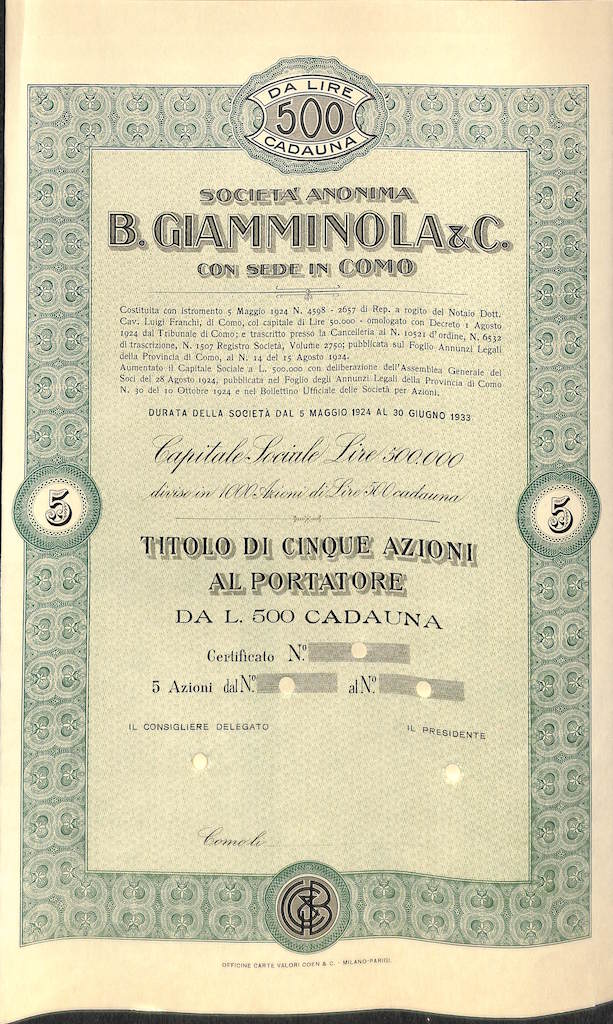 DA LIRE
500
CADAUNA
SOCIETA' ANONIMA
B. GIAMMINOLA & C.
CON SEDE IN COMO
Costituita con istromento 5 Maggio 1924 N. 4598 - 2657 di Rep. a rogito del Notaio Dott.
Cav. Luigi Franchi, di Como, col capitale di Lire 50.000 - omologato con Decreto 1 Agosto
1924 dal Tribunale di Como; e trascritto presso la Cancelleria al N. 10521 d'ordine, N. 6532
di trascrizione, N. 1507 Registro Società, Volume 2750; pubblicata sul Foglio Annunzi Legali
della Provincia di Como, al N. 14 del 15 Agosto 1924.
Aumentato il Capitale Sociale a L. 500.000 con deliberazione dell'Assemblea Generale dei
Soci del 28 Agosto 1924, pubblicata nel Foglio degli Annunzi Legali della Provincia di Como
N. 30 del 10 Ottobre 1924 e nel Bollettino Ufficiale delle Società per Azioni.
DURATA DELLA SOCIETÀ DAL 5 MAGGIO 1924 AL 30 GIUGNO 1933
Capitale Sociale Lire 500.000
diviso in 1000 Azioni di Lire 500 cadauna
5
5
TITOLO DI CINQUE AZIONI
AL PORTATORE
DA L. 500 CADAUNA
Certificato N.º
5 Azioni dal N.º al N.º
IL CONSIGLIERE DELEGATO IL PRESIDENTE
Como li
OFFICINE CARTE VALORI COEN & C. - MILANO-PARIGI.